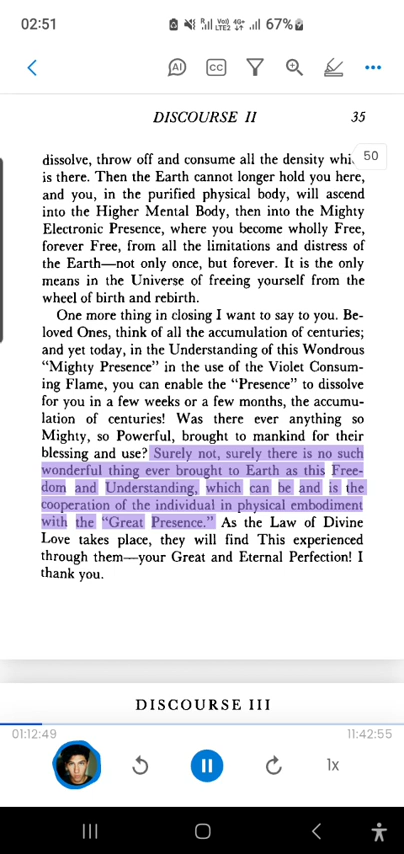 02:51
67%
AI
CC
DISCOURSE II 35
50
dissolve, throw off and consume all the density whi
is there. Then the Earth cannot longer hold you here,
and you, in the purified physical body, will ascend
into the Higher Mental Body, then into the Mighty
Electronic Presence, where you become wholly Free,
forever Free, from all the limitations and distress of
the Earth—not only once, but forever. It is the only
means in the Universe of freeing yourself from the
wheel of birth and rebirth.
One more thing in closing I want to say to you. Be-
loved Ones, think of all the accumulation of centuries;
and yet today, in the Understanding of this Wondrous
“Mighty Presence” in the use of the Violet Consum-
ing Flame, you can enable the “Presence” to dissolve
for you in a few weeks or a few months, the accumu-
lation of centuries! Was there ever anything so
Mighty, so Powerful, brought to mankind for their
blessing and use? Surely not, surely there is no such
wonderful thing ever brought to Earth as this Free-
dom and Understanding, which can be and is the
cooperation of the individual in physical embodiment
with the “Great Presence.” As the Law of Divine
Love takes place, they will find This experienced
through them—your Great and Eternal Perfection! I
thank you.
DISCOURSE III
01:12:49 11:42:55
1x